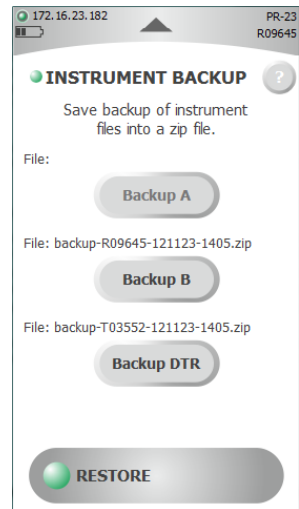 172.16.23.182
PR-23
R09645
INSTRUMENT BACKUP
?
Save backup of instrument
files into a zip file.
File:
Backup A
File: backup-R09645-121123-1405.zip
Backup B
File: backup-T03552-121123-1405.zip
Backup DTR
RESTORE